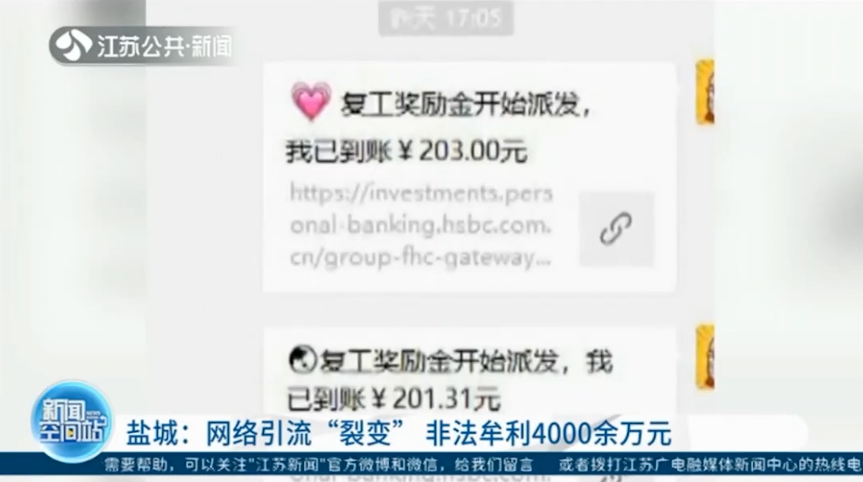 江苏公共·新闻
昨天 17:05
复工奖励金开始派发，
我已到账￥203.00元
https://investments.pers
onal-banking.hsbc.com.
cn/group-fhc-gateway...
复工奖励金开始派发，我
已到账￥201.31元
新闻
空间站
盐城：网络引流“裂变” 非法牟利4000余万元
需要帮助，可以关注“江苏新闻”官方微博和微信，给我们留言 或者拨打江苏广电融媒体新闻中心的热线电